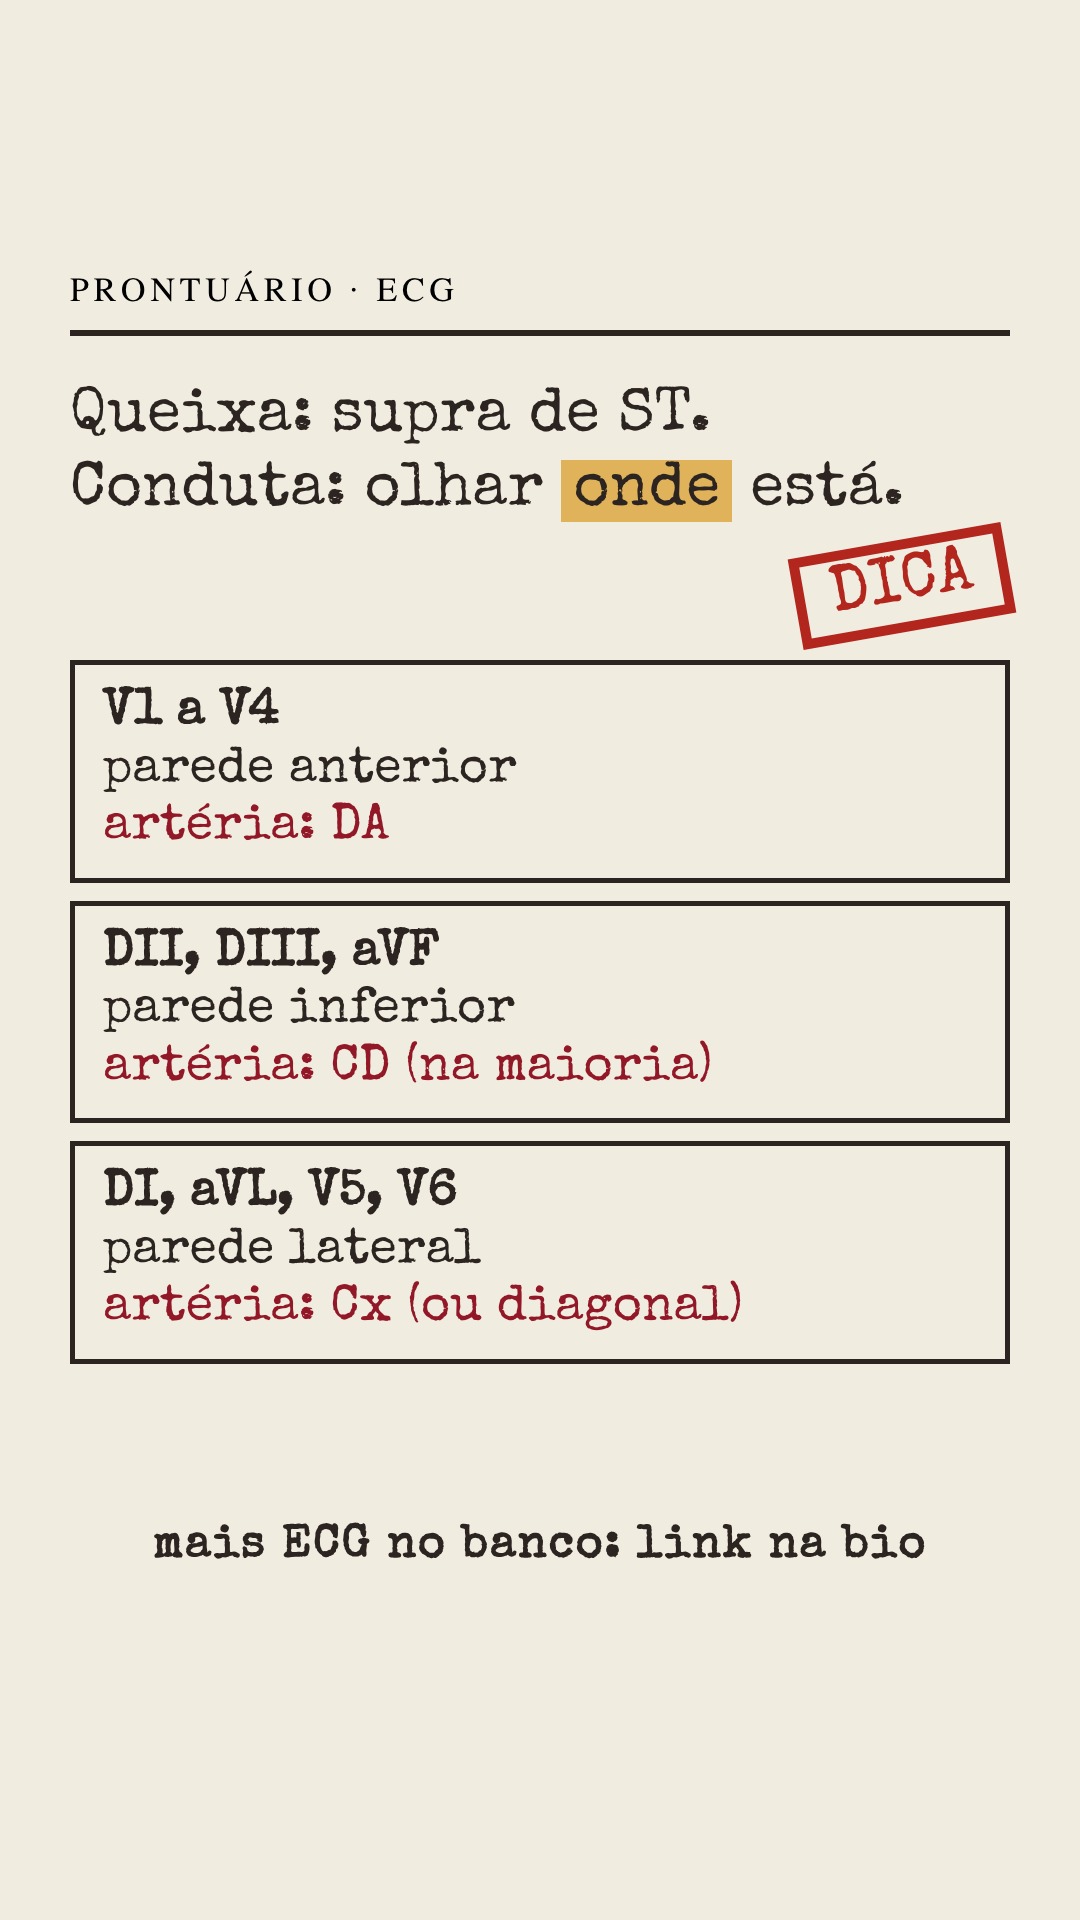 PRONTUÁRIO · ECG
Queixa: supra de ST.
Conduta: olhar onde está.
DICA
V1 a V4
parede anterior
artéria: DA
DII, DIII, aVF
parede inferior
artéria: CD (na maioria)
DI, aVL, V5, V6
parede lateral
artéria: Cx (ou diagonal)
mais ECG no banco: link na bio